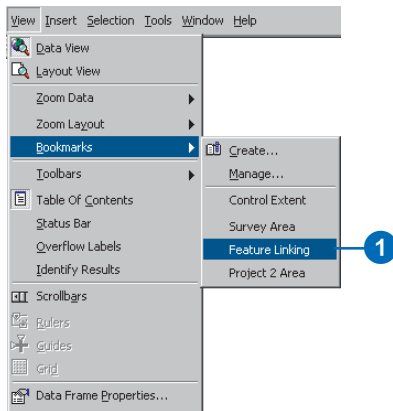 View Insert Selection Tools Window Help
Data View
Layout View
Zoom Data
Zoom Layout
Bookmarks
Toolbars
Table Of Contents
Status Bar
Overflow Labels
Identify Results
Scrollbars
Rulers
Guides
Grid
Data Frame Properties...
Create...
Manage...
Control Extent
Survey Area
Feature Linking
1
Project 2 Area